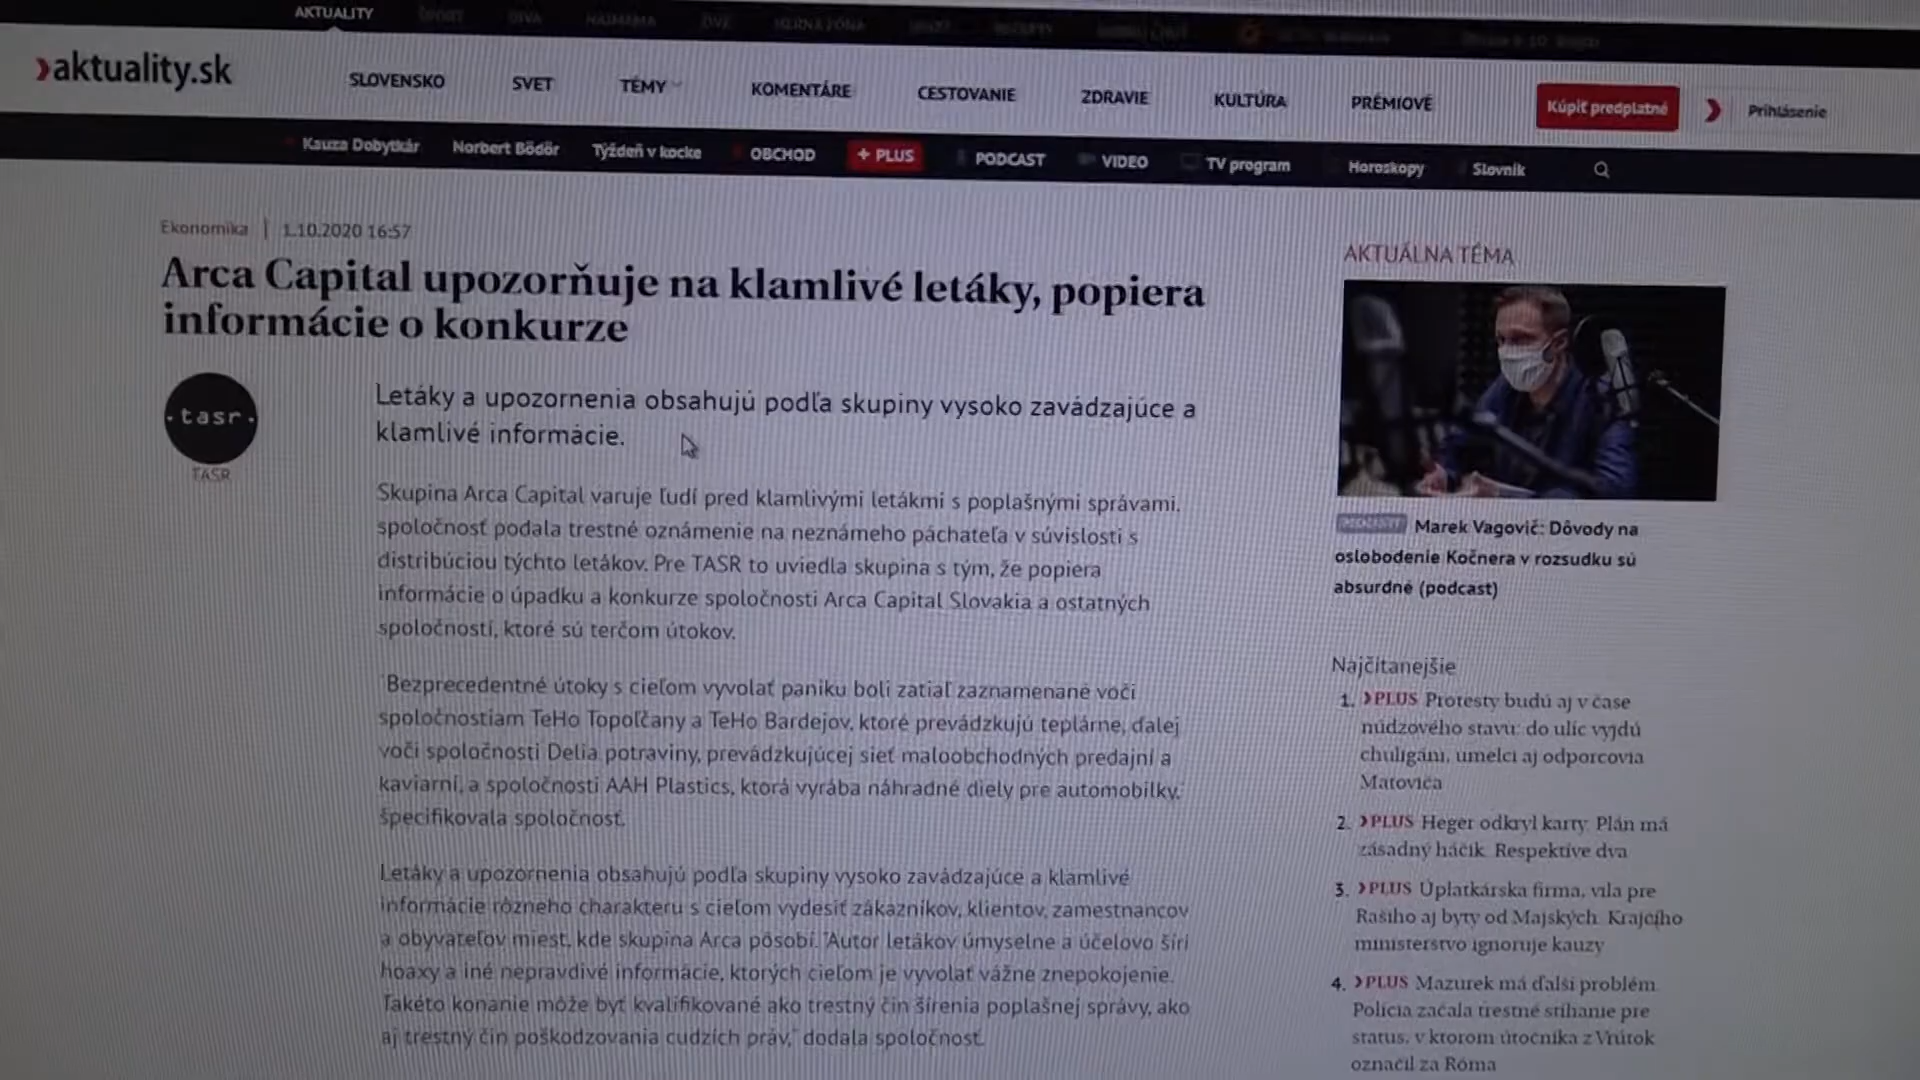 AKTUALITY
aktuality.sk
SLOVENSKO SVET TÉMY KOMENTÁRE CESTOVANIE ZDRAVIE KULTÚRA PRÉMIOVÉ Kúpiť predplatné Prihlásenie
Kauza Dobytkár Norbert Bödör Týždeň v kocke OBCHOD + PLUS PODCAST VIDEO TV program Horoskopy Slovník
Ekonomika | 1.10.2020 16:57
Arca Capital upozorňuje na klamlivé letáky, popiera
informácie o konkurze
·tasr·
TASR
Letáky a upozornenia obsahujú podľa skupiny vysoko zavádzajúce a
klamlivé informácie.
Skupina Arca Capital varuje ľudí pred klamlivými letákmi s poplašnými správami.
spoločnosť podala trestné oznámenie na neznámeho páchateľa v súvislosti s
distribúciou týchto letákov. Pre TASR to uviedla skupina s tým, že popiera
informácie o úpadku a konkurze spoločnosti Arca Capital Slovakia a ostatných
spoločností, ktoré sú terčom útokov.
"Bezprecedentné útoky s cieľom vyvolať paniku boli zatiaľ zaznamenané voči
spoločnostiam TeHo Topoľčany a TeHo Bardejov, ktoré prevádzkujú teplárne, ďalej
voči spoločnosti Delia potraviny, prevádzkujúcej sieť maloobchodných predajní a
kaviarní, a spoločnosti AAH Plastics, ktorá vyrába náhradné diely pre automobilky,"
špecifikovala spoločnosť.
Letáky a upozornenia obsahujú podľa skupiny vysoko zavádzajúce a klamlivé
informácie rôzneho charakteru s cieľom vydesiť zákazníkov, klientov, zamestnancov
a obyvateľov miest, kde skupina Arca pôsobí. "Autor letákov úmyselne a účelovo šíri
hoaxy a iné nepravdivé informácie, ktorých cieľom je vyvolať vážne znepokojenie.
Takéto konanie môže byť kvalifikované ako trestný čin šírenia poplašnej správy, ako
aj trestný čin poškodzovania cudzích práv," dodala spoločnosť.
AKTUÁLNA TÉMA
Marek Vagovič: Dôvody na
oslobodenie Kočnera v rozsudku sú
absurdné (podcast)
Najčítanejšie
1. PLUS Protesty budú aj v čase
núdzového stavu: do ulíc vyjdú
chuligáni, umelci aj odporcovia
Matoviča
2. PLUS Heger odkryl karty. Plán má
zásadný háčik. Respektíve dva
3. PLUS Úplatkárska firma, vila pre
Rašiho aj byty od Majských. Krajčího
ministerstvo ignoruje kauzy
4. PLUS Mazurek má ďalší problém.
Polícia začala trestné stíhanie pre
status, v ktorom útočníka z Vrútok
označil za Róma